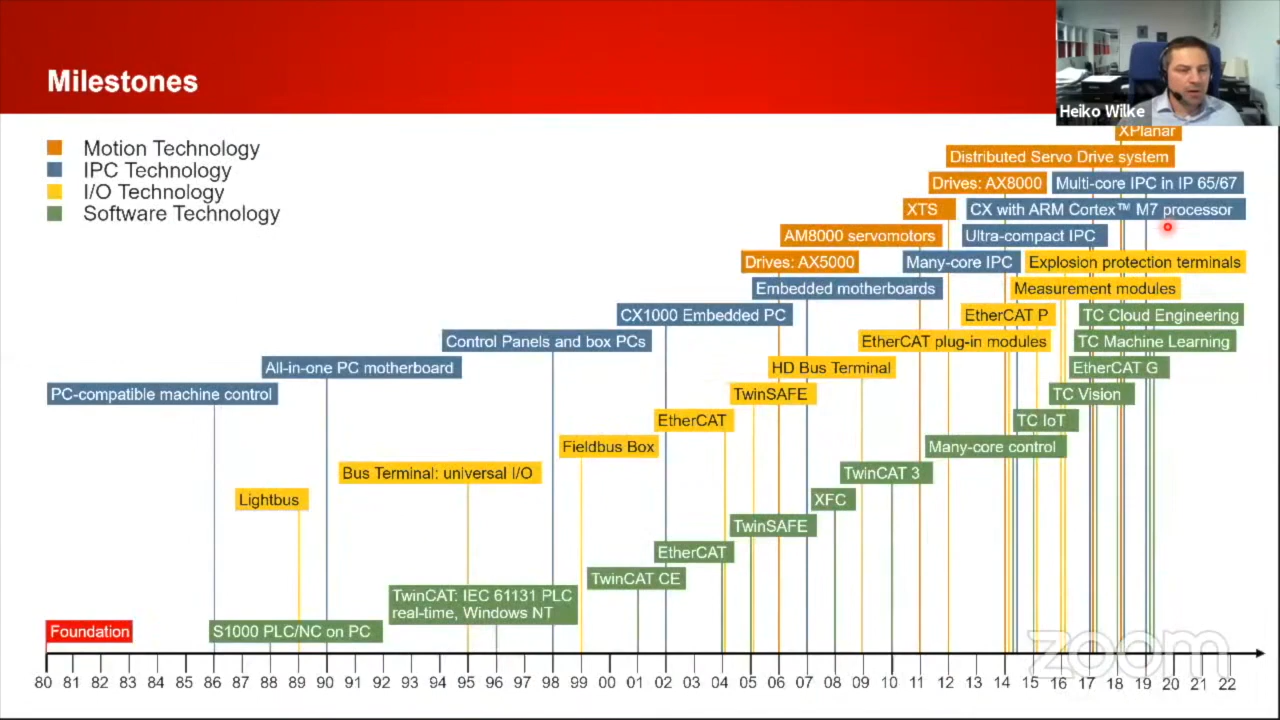 Milestones
Heiko Wilke
Motion Technology
IPC Technology
I/O Technology
Software Technology
XPlanar
Distributed Servo Drive system
Drives: AX8000
Multi-core IPC in IP 65/67
XTS
CX with ARM Cortex™ M7 processor
AM8000 servomotors
Ultra-compact IPC
Drives: AX5000
Many-core IPC
Explosion protection terminals
Embedded motherboards
Measurement modules
CX1000 Embedded PC
EtherCAT P
TC Cloud Engineering
Control Panels and box PCs
EtherCAT plug-in modules
TC Machine Learning
All-in-one PC motherboard
HD Bus Terminal
EtherCAT G
PC-compatible machine control
TwinSAFE
TC Vision
EtherCAT
TC IoT
Fieldbus Box
Many-core control
Bus Terminal: universal I/O
TwinCAT 3
Lightbus
XFC
TwinSAFE
EtherCAT
TwinCAT CE
TwinCAT: IEC 61131 PLC
real-time, Windows NT
Foundation
S1000 PLC/NC on PC
zoom
80 81 82 83 84 85 86 87 88 89 90 91 92 93 94 95 96 97 98 99 00 01 02 03 04 05 06 07 08 09 10 11 12 13 14 15 16 17 18 19 20 21 22